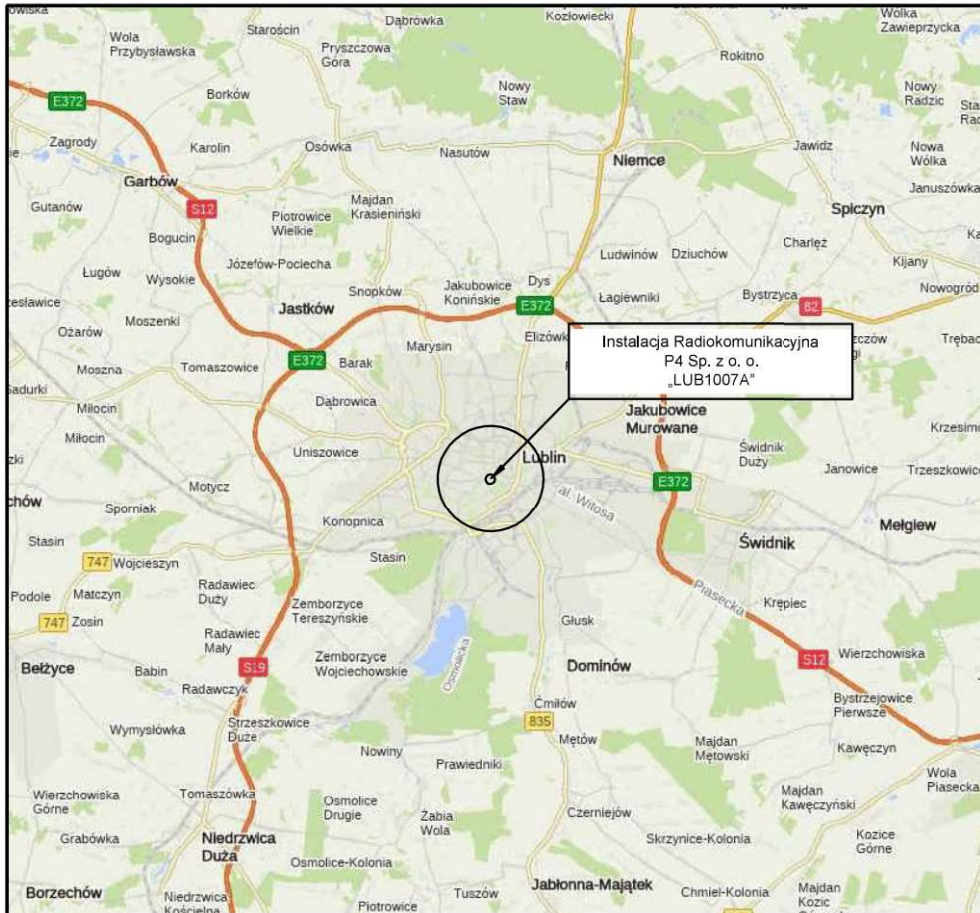 Dąbrówka
Kozłowiecki
Wólka
Zawieprzycka
Wola
Przybysławska
Starościn
Pryszczowa
Góra
Rokitno
Nowy
Staw
Nowy
Radzic
E372
Borków
Zagrody
Karolin
Osówka
Nasutów
Niemce
Jawidz
Nowa
Wólka
Garbów
Januszówka
Gutanów
S12
Majdan
Krasieniński
Piotrowice
Wielkie
Spiczyn
Bogucin
Charlęż
Ługów
Wysokie
Józefów-Pociecha
Ludwinów
Dziuchów
Kijany
Snopków
Jakubowice
Konińskie
Dys
E372
Łagiewniki
Bystrzyca
82
Nowogród
Jastków
Ożarów
Moszenki
Marysin
Instalacja Radiokomunikacyjna
P4 Sp. z o. o.
„LUB1007A”
E372
Barak
Moszna
Tomaszowice
Dąbrowica
Miłocin
Jakubowice
Murowane
Miłocin
Uniszowice
Lublin
Świdnik
Duży
Janowice
Motycz
E372
Sporniak
Konopnica
al. Witosa
Mełgiew
Stasin
Stasin
Świdnik
747
Wojcieszyn
Radawiec
Duży
Piasecka
Podole
Matczyn
Krępiec
Zemborzyce
Tereszyńskie
747
Zosin
Głusk
Radawiec
Mały
Zemborzyce
Wojciechowskie
Osmolicka
S12
Wierzchowiska
Bełżyce
Babin
S19
Dominów
Radawczyk
Ćmiłów
Bystrzejowice
Pierwsze
Wymysłówka
Strzeszkowice
Duże
835
Mętów
Nowiny
Prawiedniki
Majdan
Mętowski
Kawęczyn
Wola
Piasecka
Wierzchowiska
Górne
Tomaszówka
Osmolice
Drugie
Żabia
Wola
Czerniejów
Majdan
Kawęczyński
Grabówka
Niedrzwica
Duża
Skrzynice-Kolonia
Kozice
Górne
Osmolice-Kolonia
Borzechów
Niedrzwica
Kościelna
Piotrowice
Tuszów
Jabłonna-Majątek
Chmiel-Kolonia
Majdan
Kozic